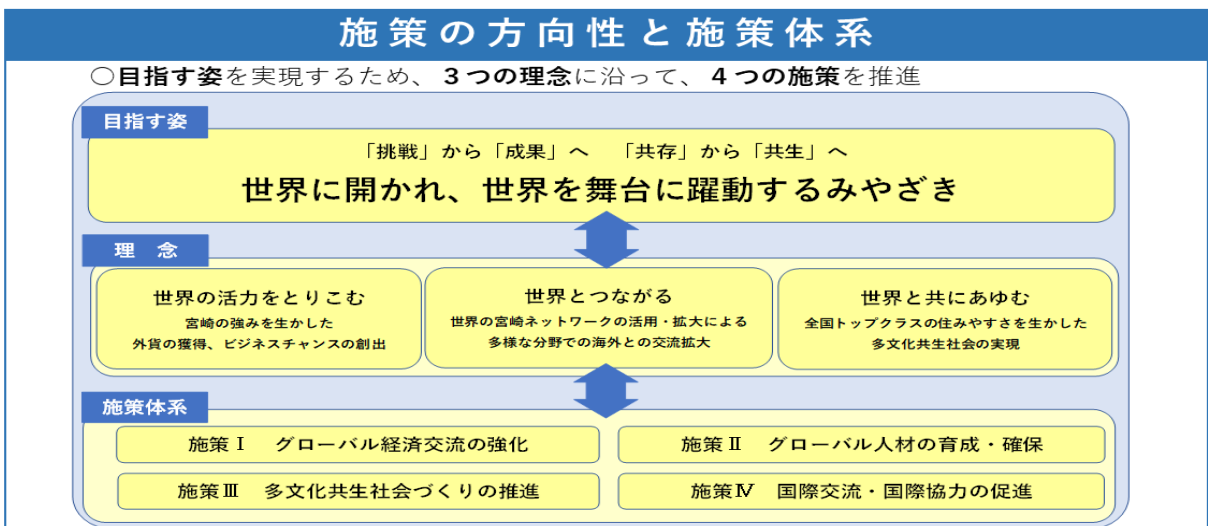 施策の方向性と施策体系
○目指す姿を実現するため、３つの理念に沿って、４つの施策を推進
目指す姿
「挑戦」から「成果」へ　「共存」から「共生」へ
世界に開かれ、世界を舞台に躍動するみやざき
理　念
世界の活力をとりこむ
宮崎の強みを生かした
外貨の獲得、ビジネスチャンスの創出
世界とつながる
世界の宮崎ネットワークの活用・拡大による
多様な分野での海外との交流拡大
世界と共にあゆむ
全国トップクラスの住みやすさを生かした
多文化共生社会の実現
施策体系
施策Ⅰ　グローバル経済交流の強化
施策Ⅱ　グローバル人材の育成・確保
施策Ⅲ　多文化共生社会づくりの推進
施策Ⅳ　国際交流・国際協力の促進